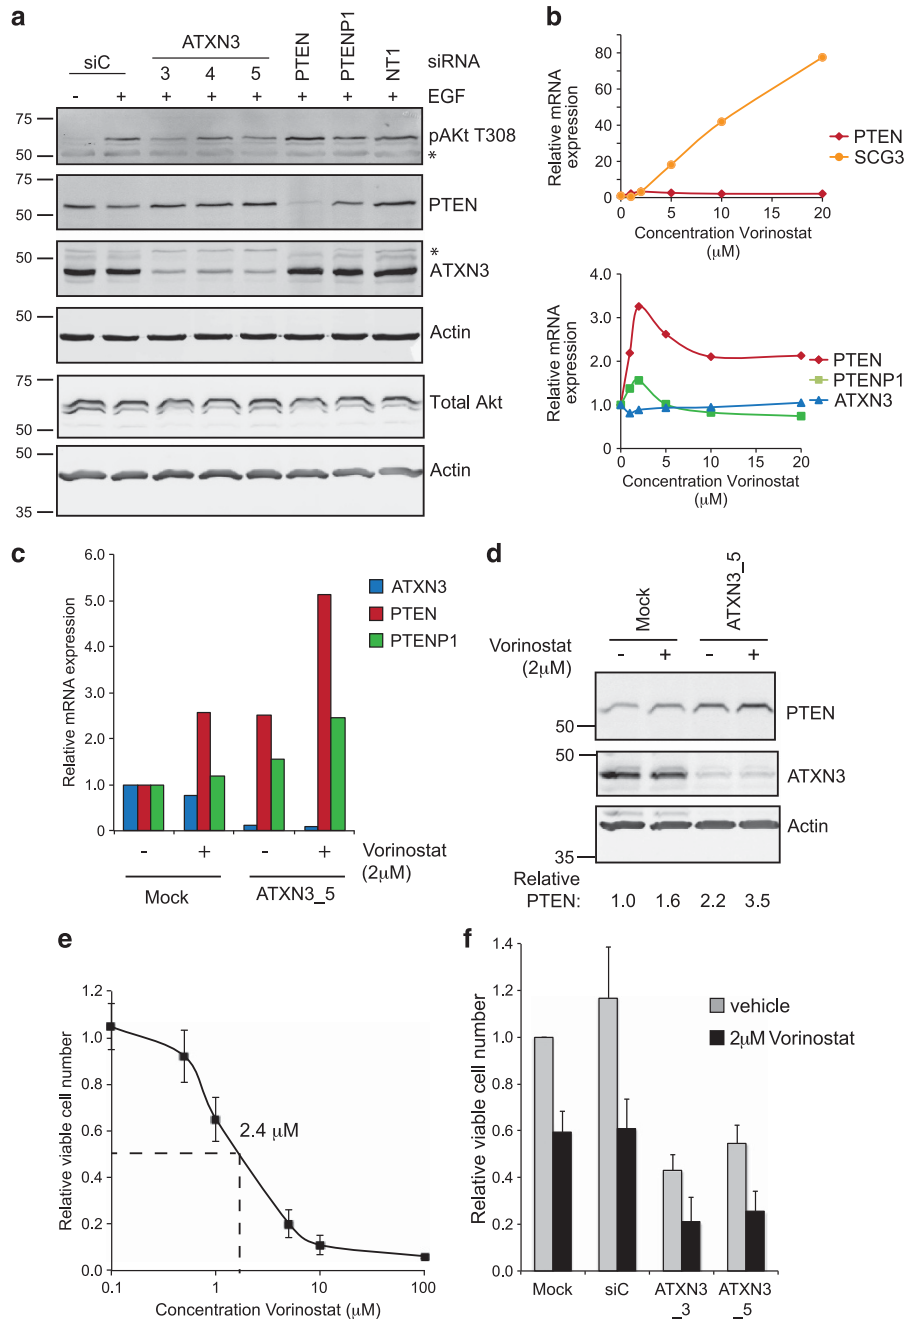 a
ATXN3
siC
PTEN
PTENP1
NT1
3 4 5
siRNA
- + + + + + + +
EGF
75
pAKt T308
50
*
75
PTEN
50
*
50
ATXN3
50
Actin
75
Total Akt
50
50
Actin
35
b
Relative mRNA
expression
80
60
40
20
0
0 5 10 15 20
Concentration Vorinostat
(μM)
PTEN
SCG3
Relative mRNA
expression
4.0
3.0
2.0
1.0
0
0 5 10 15 20
Concentration Vorinostat
(μM)
PTEN
PTENP1
ATXN3
c
Relative mRNA expression
6.0
5.0
4.0
3.0
2.0
1.0
0
ATXN3
PTEN
PTENP1
- + - +
Vorinostat
(2μM)
Mock
ATXN3_5
d
Mock
ATXN3_5
Vorinostat
(2μM)
- + - +
PTEN
50
50
ATXN3
Actin
35
Relative
PTEN: 1.0 1.6 2.2 3.5
e
Relative viable cell number
1.2
1.0
0.8
0.6
0.4
0.2
0.0
2.4 μM
0.1 1 10 100
Concentration Vorinostat (μM)
f
Relative viable cell number
1.4
1.2
1.0
0.8
0.6
0.4
0.2
0.0
vehicle
2μM Vorinostat
Mock siC ATXN3 ATXN3
_3 _5